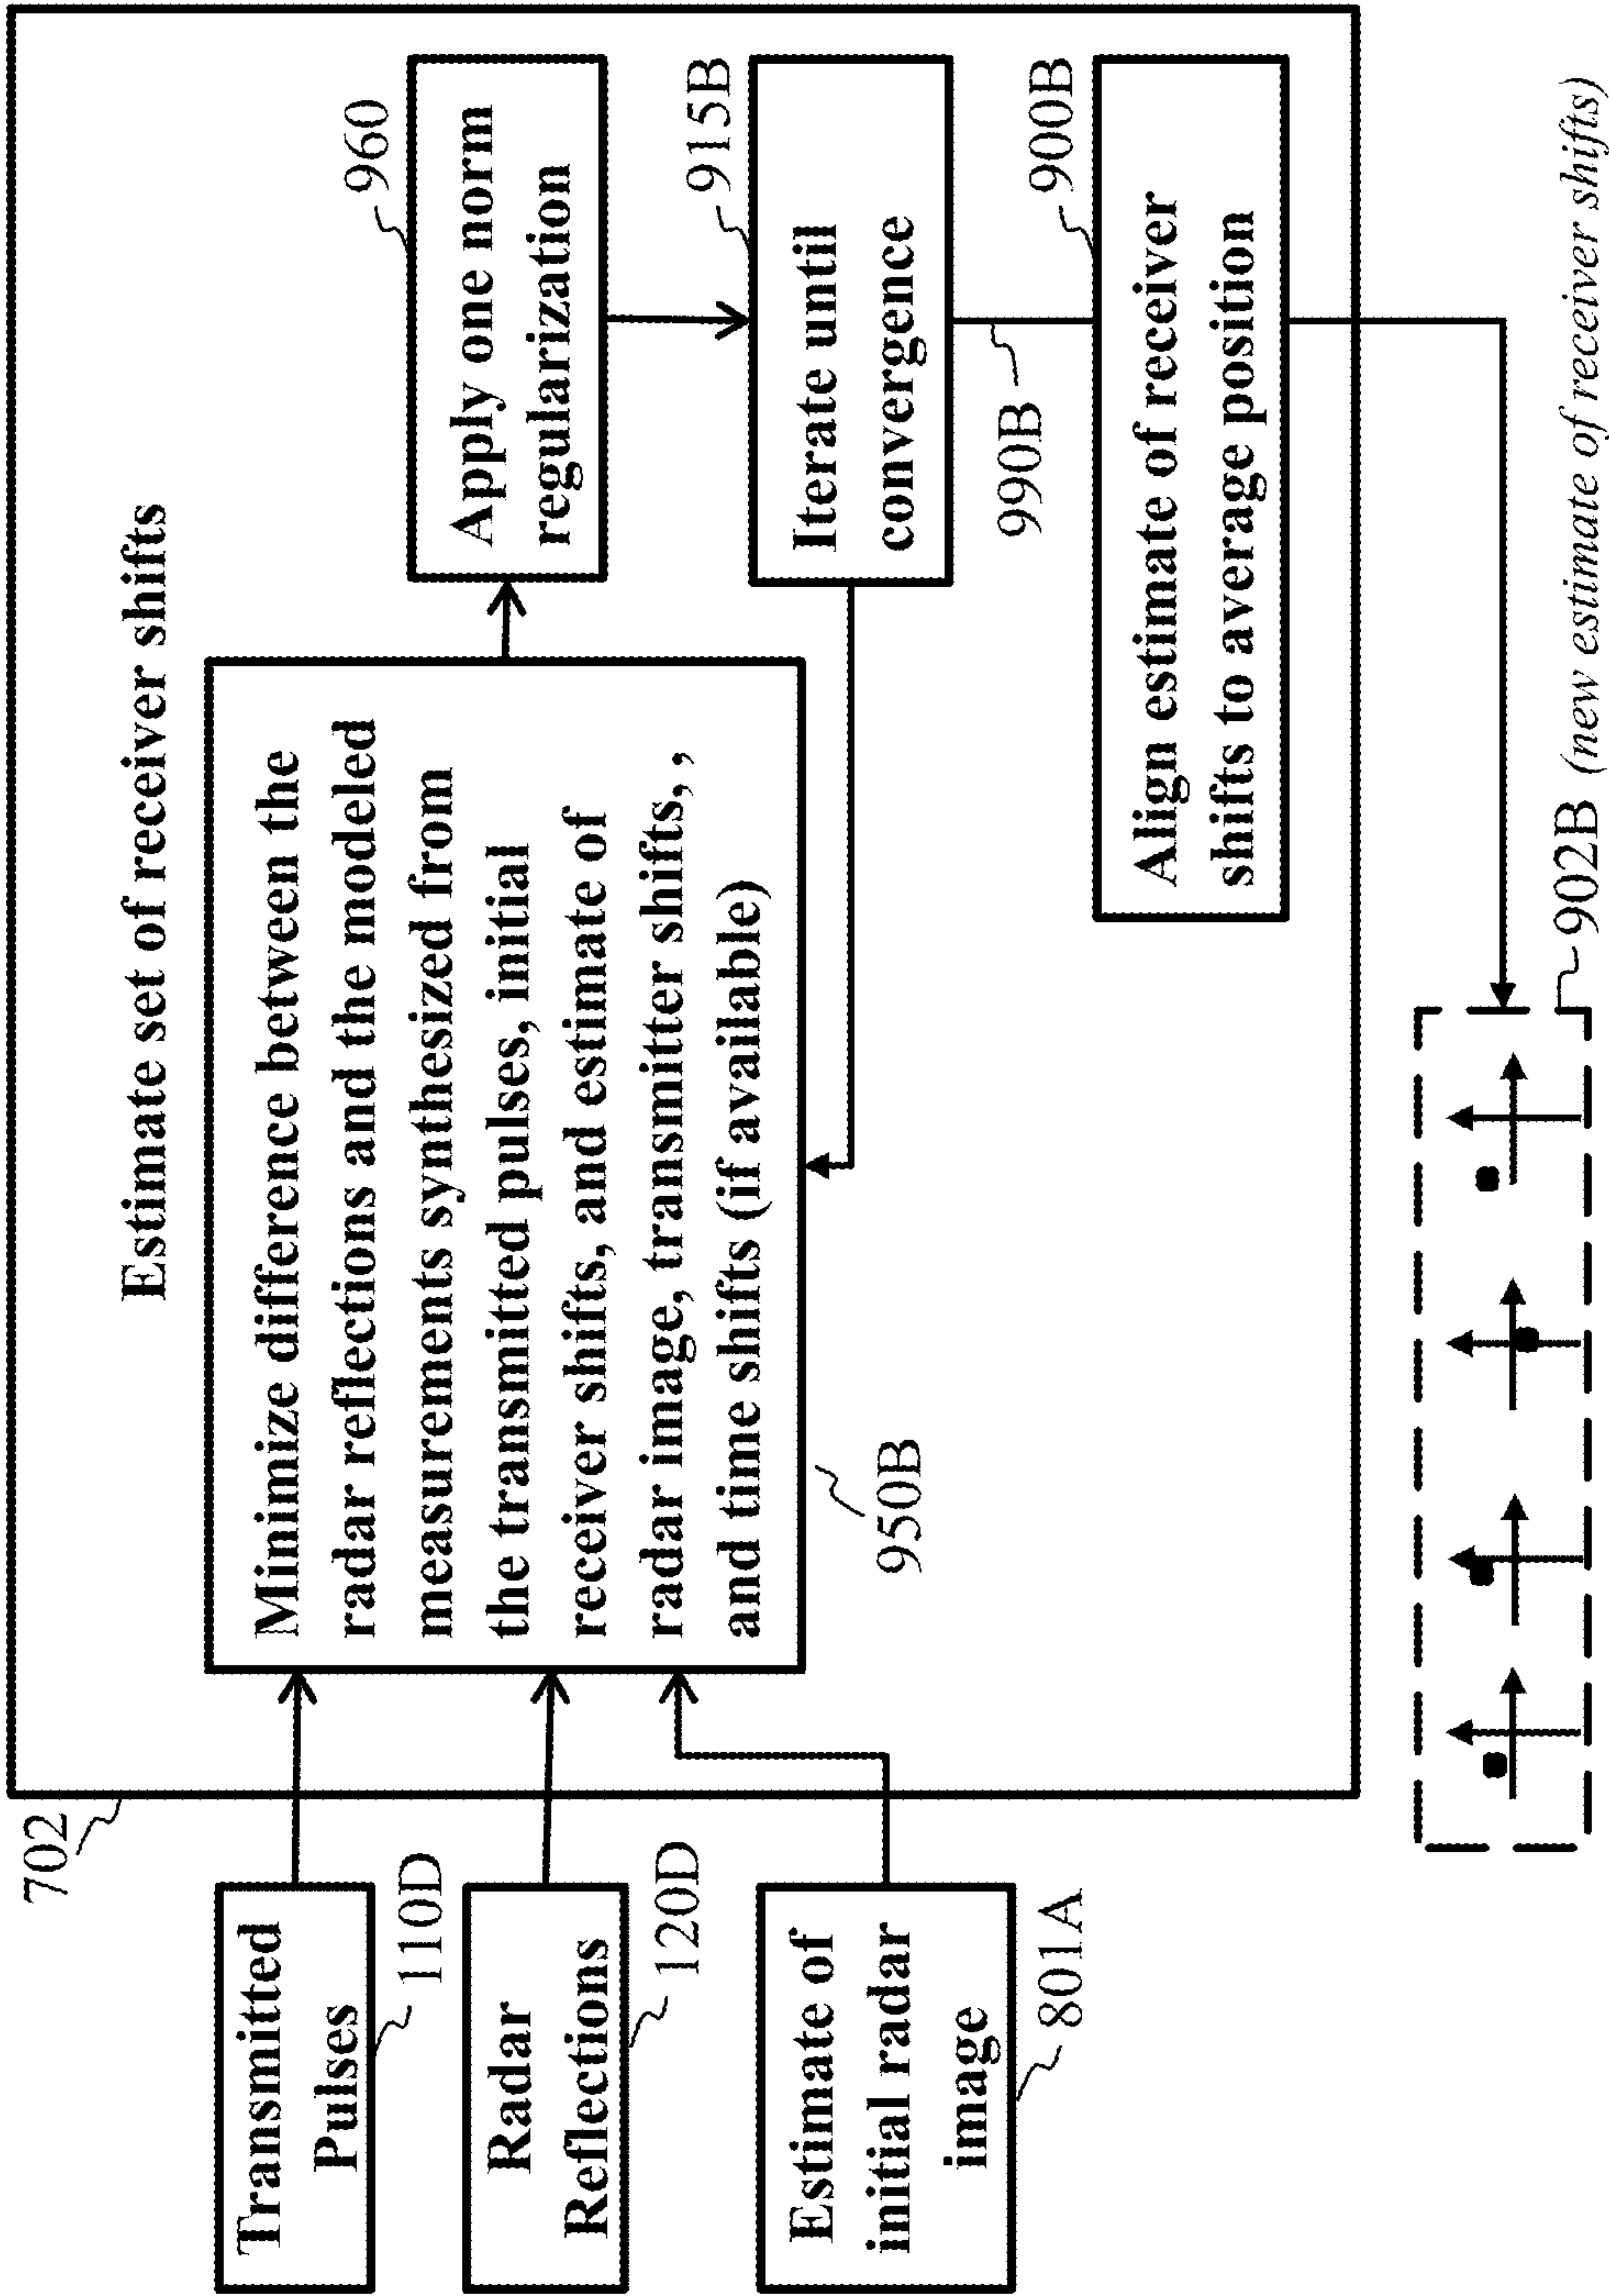 Estimate set of receiver shifts
702
Transmitted
Pulses
110D
Radar
Reflections
120D
Estimate of
initial radar
image
801A
Minimize difference between the
radar reflections and the modeled
measurements synthesized from
the transmitted pulses, initial
receiver shifts, and estimate of
radar image, transmitter shifts, ,
and time shifts (if available)
950B
Apply one norm
regularization
960
Iterate until
convergence
915B
990B
Align estimate of receiver
shifts to average position
900B
902B (new estimate of receiver shifts)